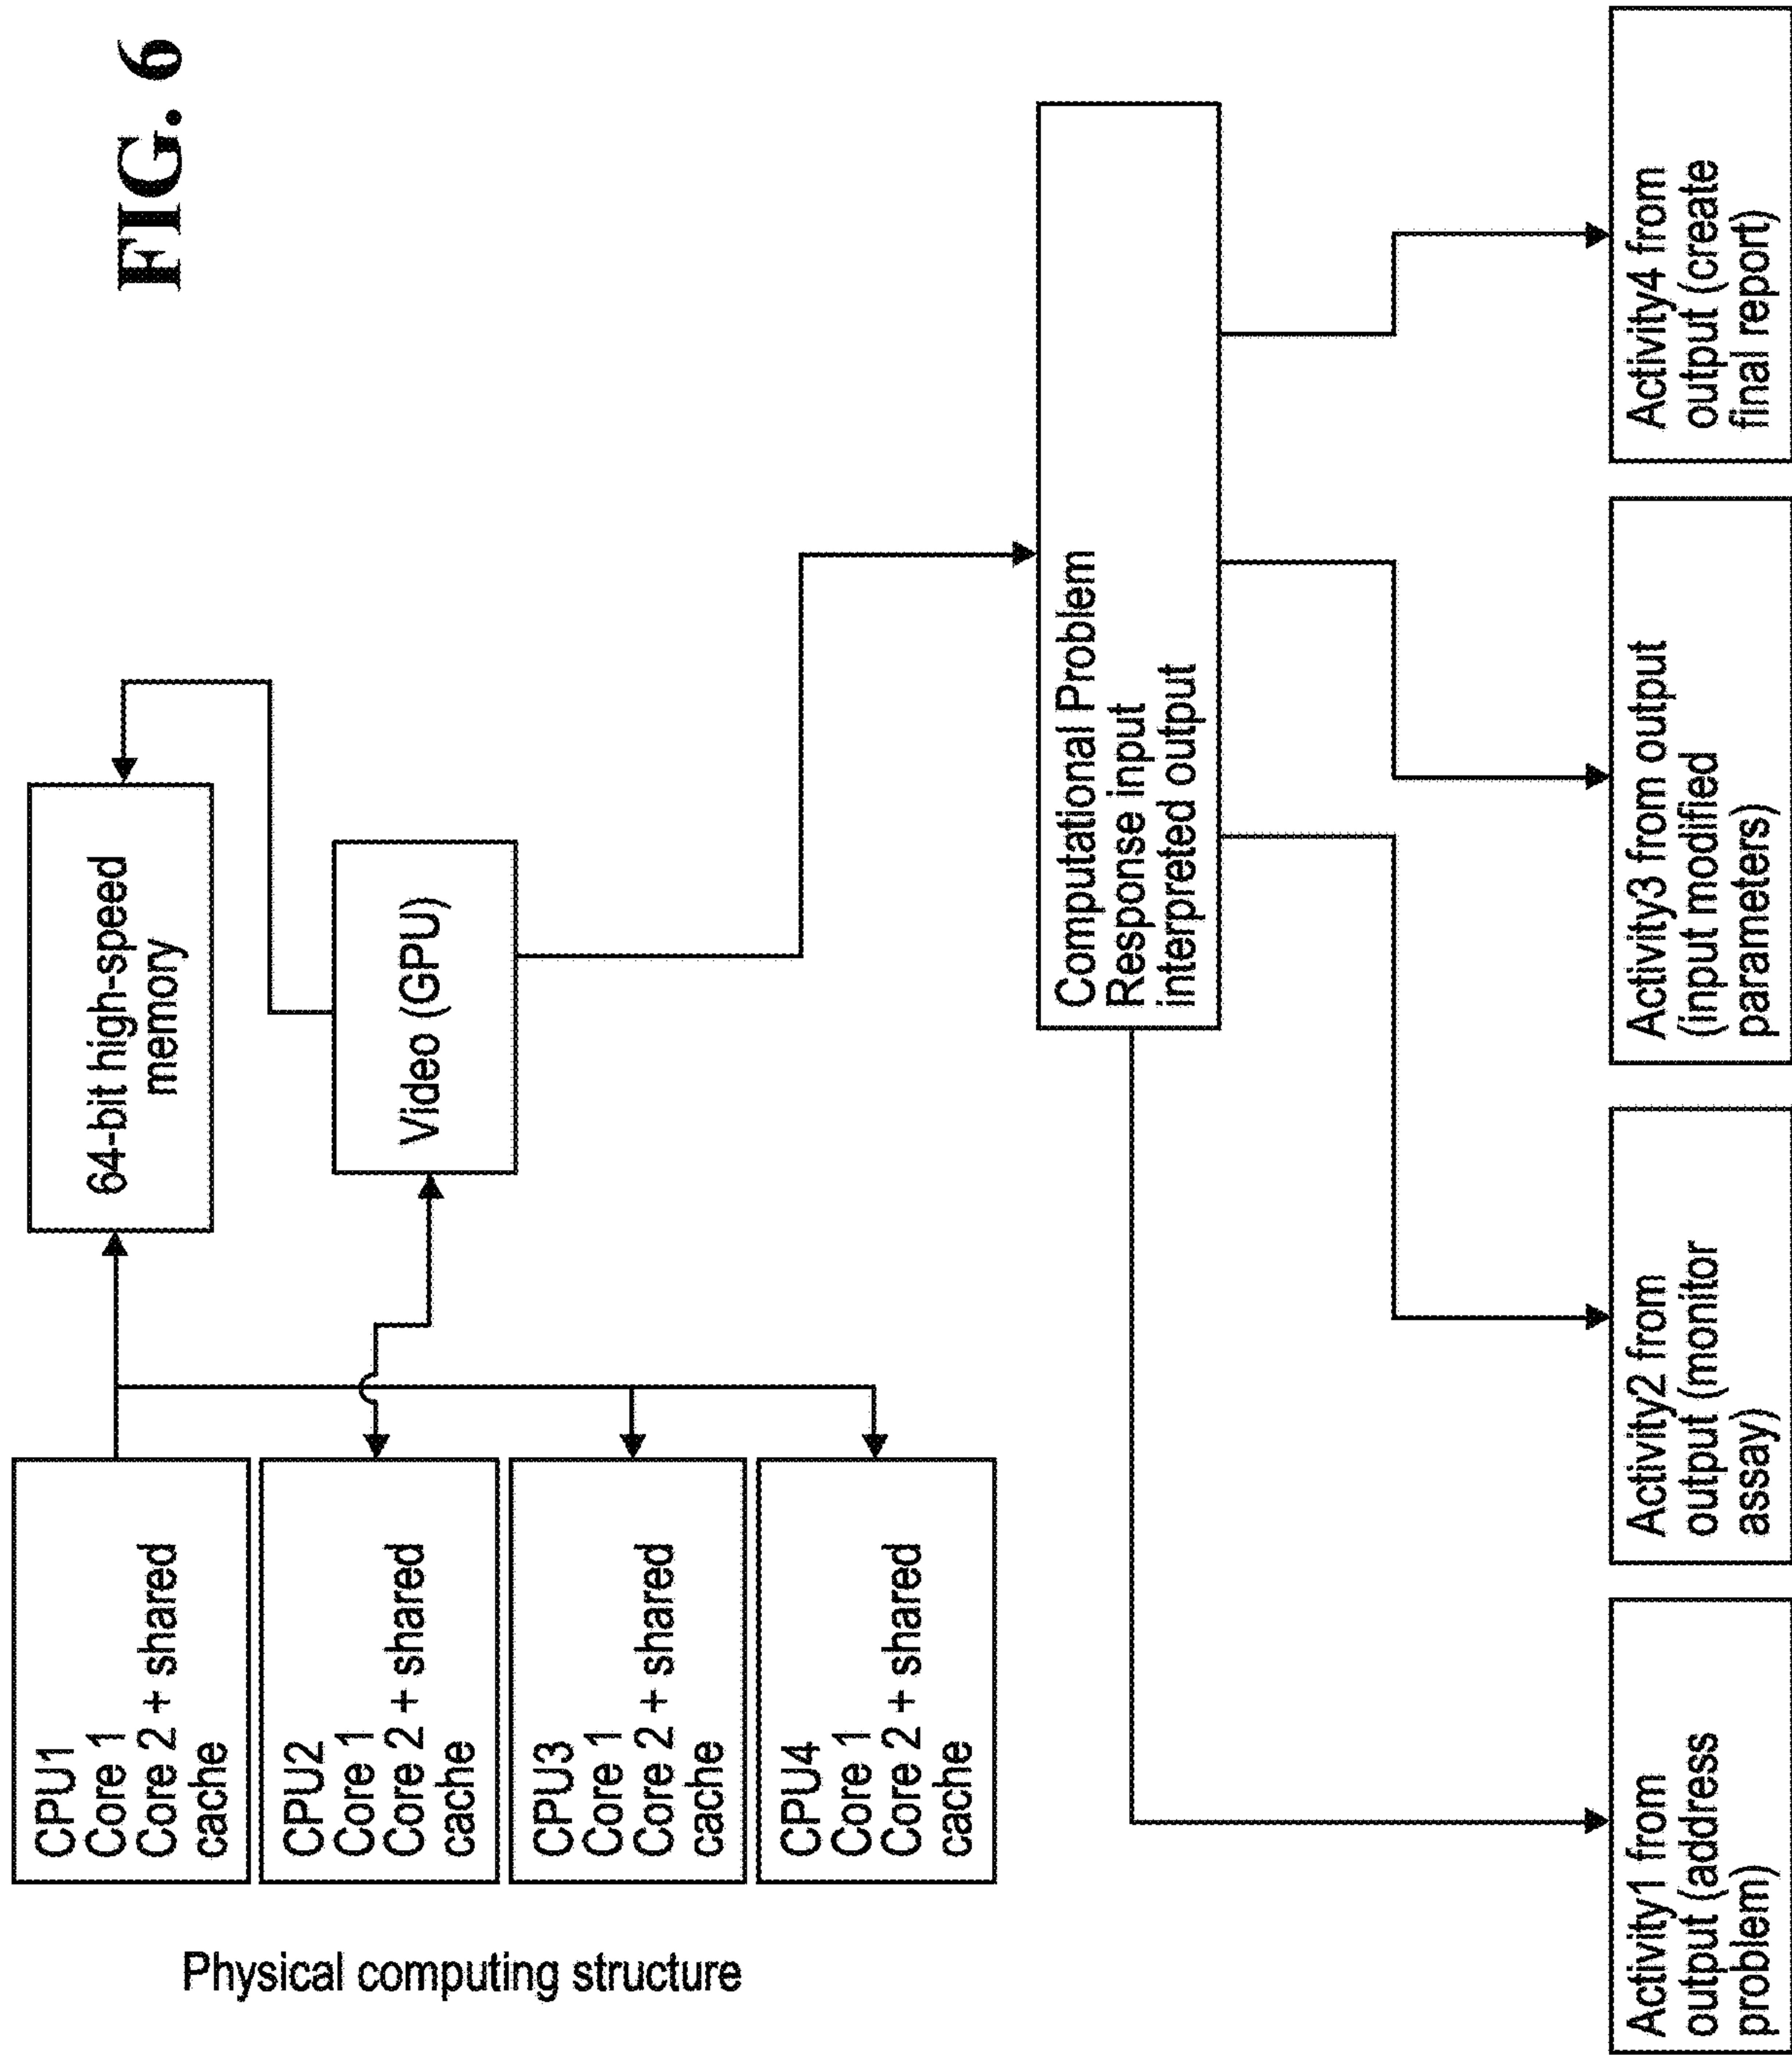 FIG. 6
Physical computing structure
CPU1
Core 1
Core 2 + shared
cache
CPU2
Core 1
Core 2 + shared
cache
CPU3
Core 1
Core 2 + shared
cache
CPU4
Core 1
Core 2 + shared
cache
64-bit high-speed
memory
Video (GPU)
Computational Problem
Response input
interpreted output
Activity1 from
output (address
problem)
Activity2 from
output (monitor
assay)
Activity3 from output
(input modified
parameters)
Activity4 from
output (create
final report)